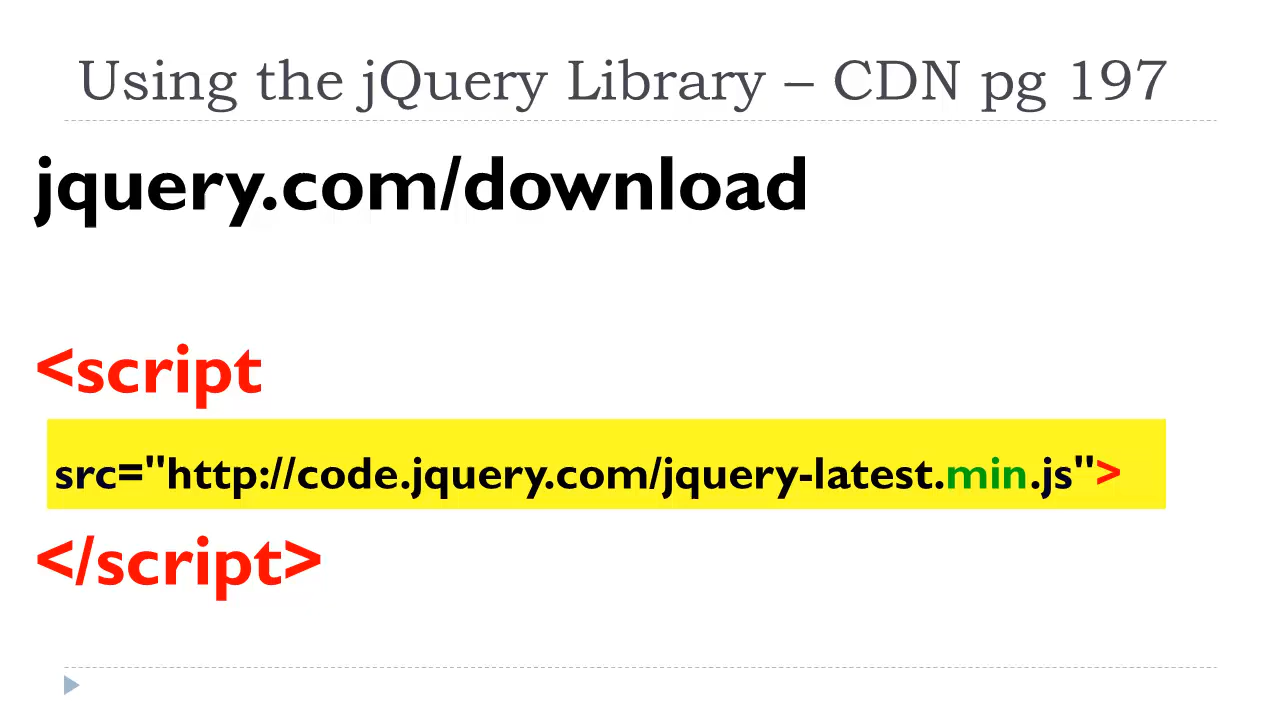 Using the jQuery Library – CDN pg 197
jquery.com/download
<script
src="http://code.jquery.com/jquery-latest.min.js">
</script>